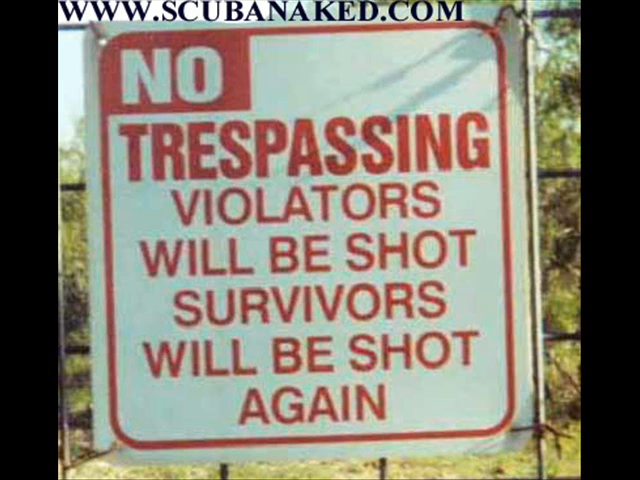 WWW.SCUBANAKED.COM
NO
TRESPASSING
VIOLATORS
WILL BE SHOT
SURVIVORS
WILL BE SHOT
AGAIN